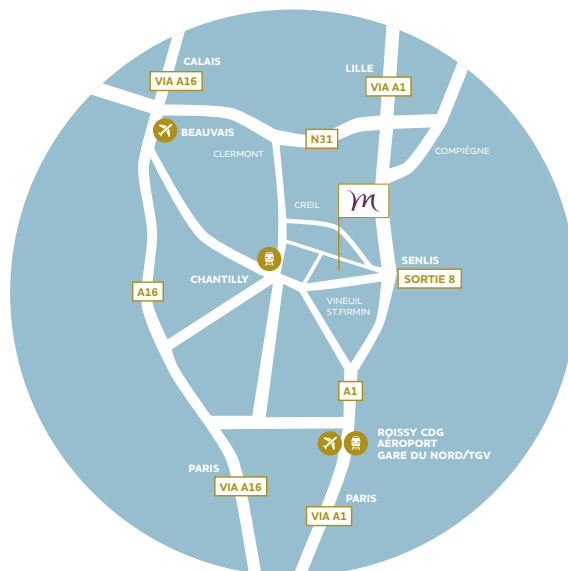 CALAIS
VIA A16
LILLE
VIA A1
BEAUVAIS
N31
CLERMONT
COMPIÈGNE
CREIL
m
SENLIS
SORTIE 8
CHANTILLY
A16
VINEUIL
ST.FIRMIN
A1
ROISSY CDG
AÉROPORT
GARE DU NORD/TGV
PARIS
VIA A16
PARIS
VIA A1